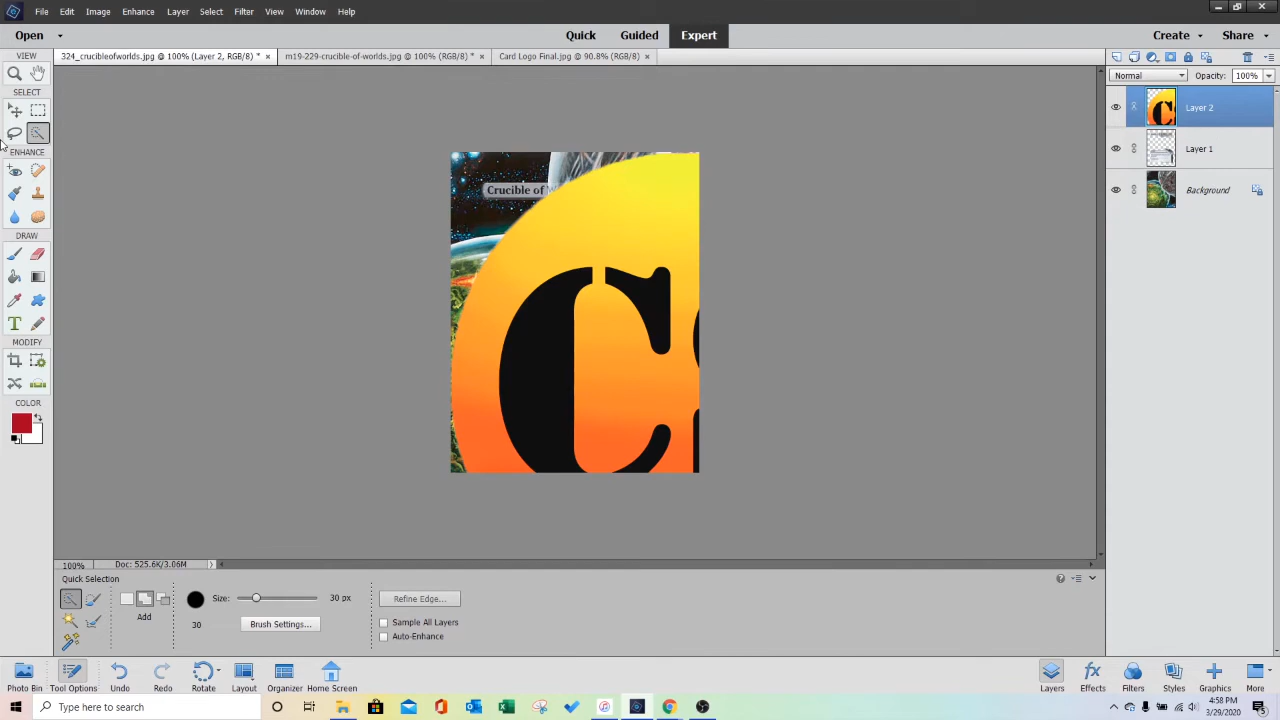 File Edit Image Enhance Layer Select Filter View Window Help
Open
Quick Guided Expert
Create Share
VIEW
324_crucibleofworlds.jpg @ 100% (Layer 2, RGB/8) * × m19-229-crucible-of-worlds.jpg @ 100% (RGB/8) * × Card Logo Final.jpg @ 90.8% (RGB/8) ×
Normal Opacity: 100%
SELECT
ENHANCE
DRAW
MODIFY
COLOR
Crucible of
C
Layer 2
Layer 1
Background
100% Doc: 525.6K/3.06M
Quick Selection
Add
Size: 30 px
30
Brush Settings...
Refine Edge...
Sample All Layers
Auto-Enhance
Photo Bin Tool Options Undo Redo Rotate Layout Organizer Home Screen
Layers Effects Filters Styles Graphics More
Type here to search
4:58 PM
3/29/2020
5